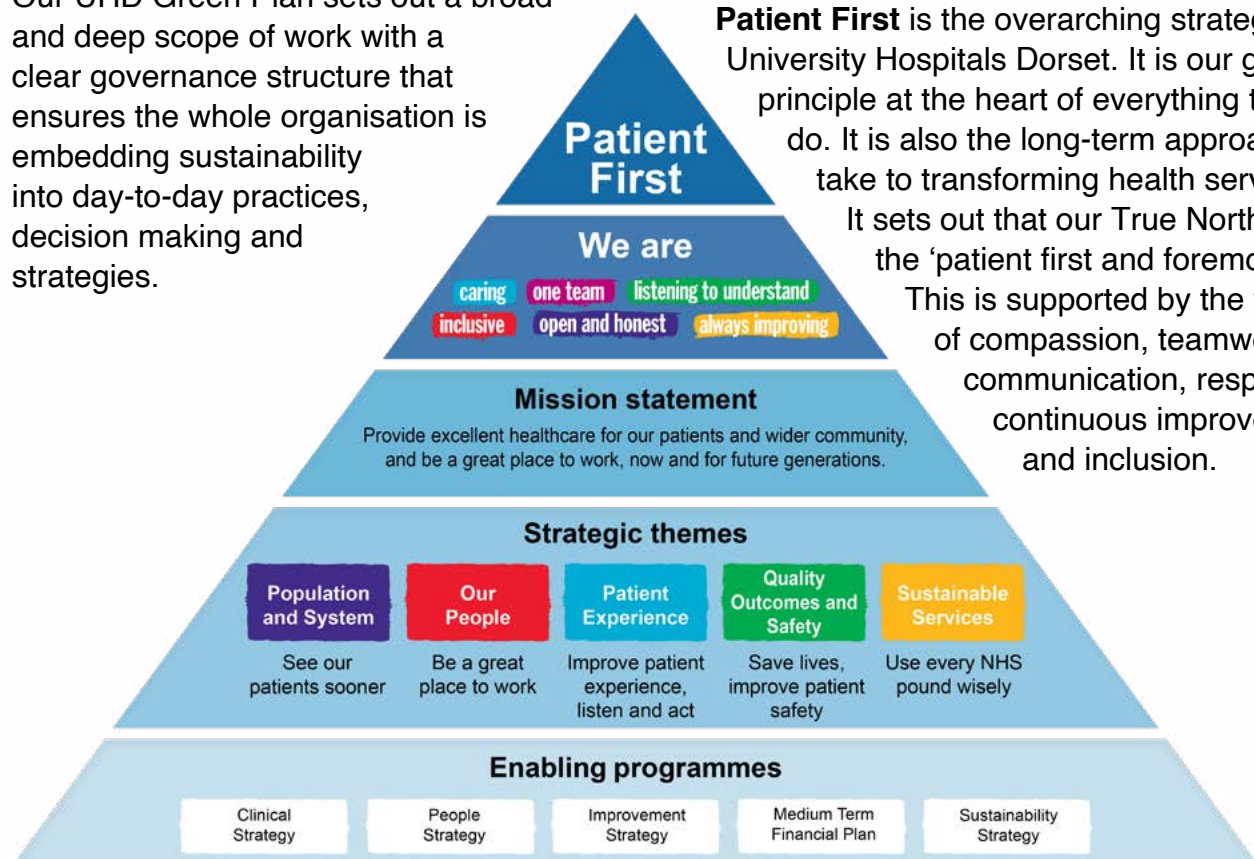 Our UHD Green Plan sets out a broad
and deep scope of work with a
clear governance structure that
ensures the whole organisation is
embedding sustainability
into day-to-day practices,
decision making and
strategies.
Patient First is the overarching
University Hospitals Dorset. It is our
principle at the heart of everything
do. It is also the long-term
take to transforming health
It sets out that our True North
the ‘patient first and
This is supported by the
of compassion,
communication,
continuous
and inclusion.
Patient
First
We are
caring one team listening to understand
inclusive open and honest always improving
Mission statement
Provide excellent healthcare for our patients and wider community,
and be a great place to work, now and for future generations.
Strategic themes
Population
and System
Our
People
Patient
Experience
Quality
Outcomes and
Safety
Sustainable
Services
See our
patients sooner
Be a great
place to work
Improve patient
experience,
listen and act
Save lives,
improve patient
safety
Use every NHS
pound wisely
Enabling programmes
Clinical
Strategy
People
Strategy
Improvement
Strategy
Medium Term
Financial Plan
Sustainability
Strategy